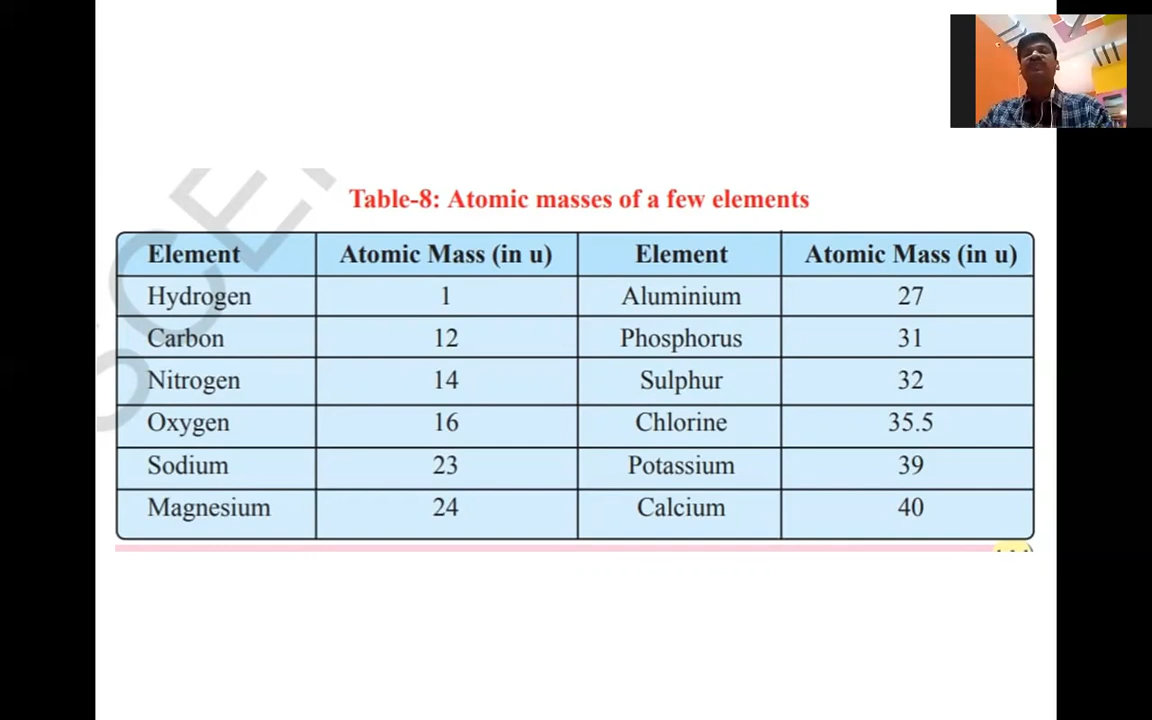 Table-8: Atomic masses of a few elements
Element Atomic Mass (in u) Element Atomic Mass (in u)
Hydrogen 1 Aluminium 27
Carbon 12 Phosphorus 31
Nitrogen 14 Sulphur 32
Oxygen 16 Chlorine 35.5
Sodium 23 Potassium 39
Magnesium 24 Calcium 40